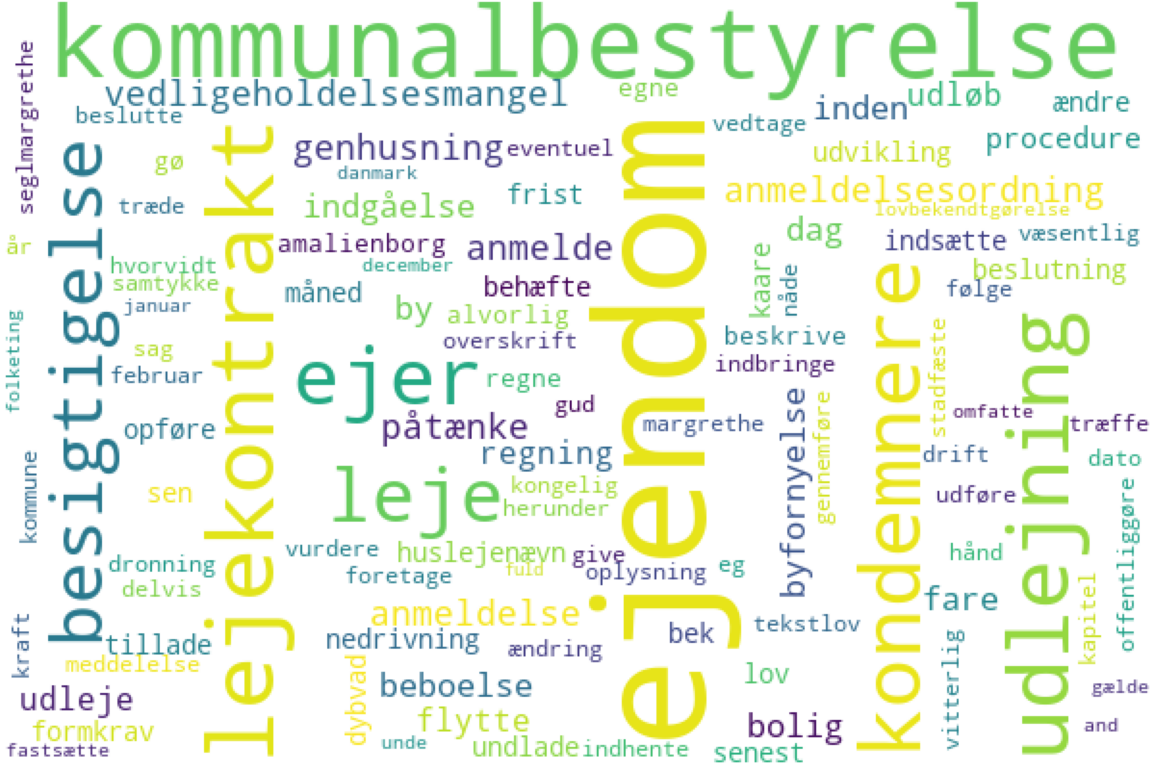 kommunalbestyrelse
seglmargrethe
vedligeholdelsesmangel
egne
udløb
inden
ændre
beslutte
vedtage
procedure
besigtigelse
lejekontrakt
genhusning
eventuel
gø
udvikling
danmark
ejendom
anmeldelsesordning
frist
træde
indgåelse
lovbekendtgørelse
dag
væsentlig
år
amalienborg
anmelde
indsætte
hvorvidt
december
kaare
nåde
beslutning
samtykke
måned
behæfte
følge
januar
by
alvorlig
kondemnere
udlejning
folketing
overskrift
beskrive
stadfæste
sag
ejer
regne
indbringe
februar
gud
omfatte
opføre
påtænke
margrethe
byfornyelse
gennemføre
træffe
kommune
regning
drift
dato
sen
leje
kongelig
udføre
herunder
offentliggøre
vurdere
huslejenævn
give
hånd
dronning
foretage
fuld
oplysning
eg
delvis
anmeldelse
fare
kapitel
kraft
tillade
nedrivning
ændring
bek
tekstlov
vitterlig
meddelelse
dybvad
beboelse
lov
udleje
gælde
formkrav
flytte
bolig
and
fastsætte
unde
undlade
indhente
senest